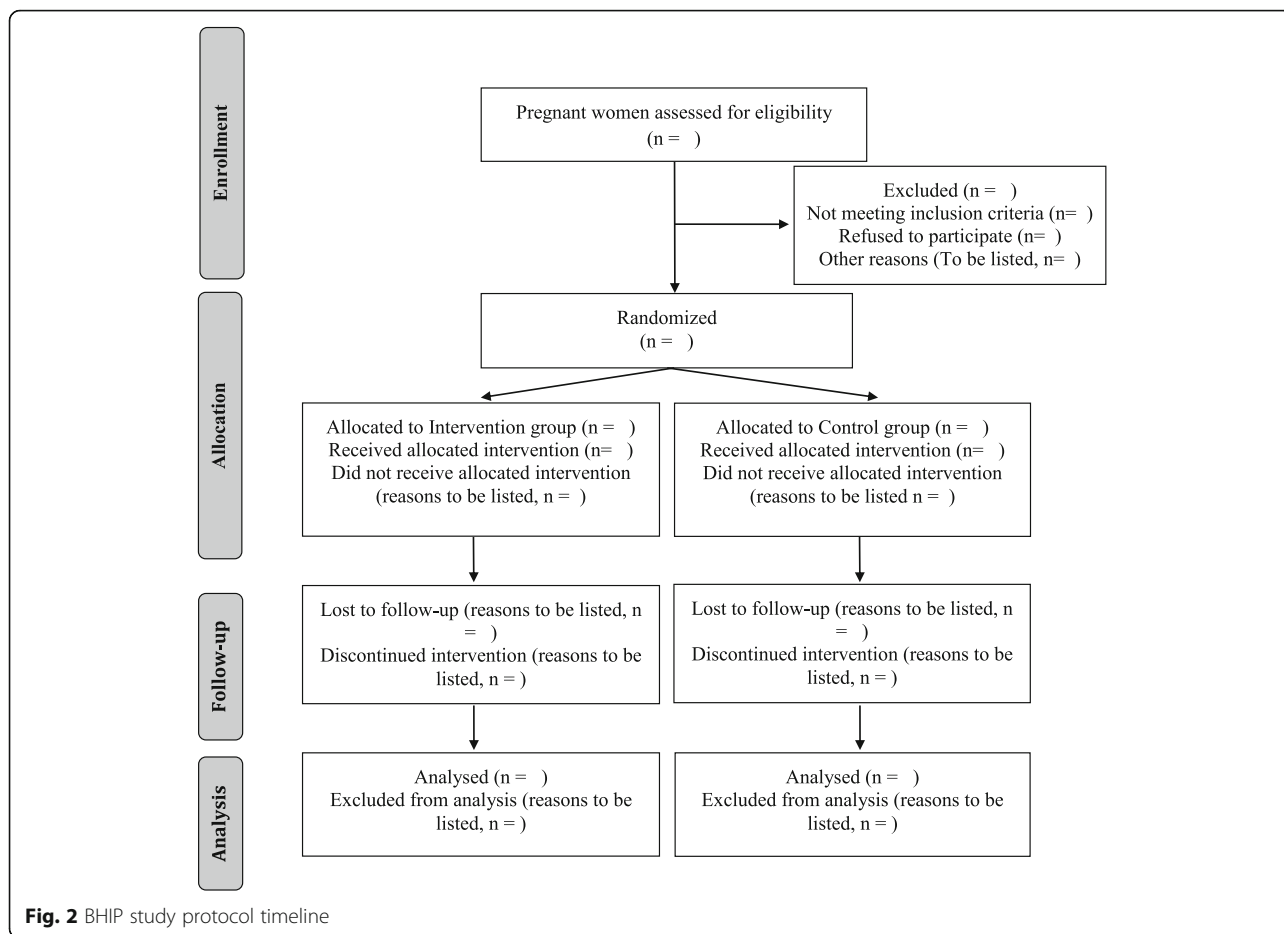 Enrollment
Pregnant women assessed for eligibility
(n =   )
Excluded (n =   )
Not meeting inclusion criteria (n=   )
Refused to participate (n=   )
Other reasons (To be listed, n=   )
Allocation
Randomized
(n =   )
Allocated to Intervention group (n =   )
Received allocated intervention (n=   )
Did not receive allocated intervention
(reasons to be listed, n =   )
Allocated to Control group (n =   )
Received allocated intervention (n=   )
Did not receive allocated intervention
(reasons to be listed n =   )
Follow-up
Lost to follow-up (reasons to be listed, n
=   )
Discontinued intervention (reasons to be
listed, n = )
Lost to follow-up (reasons to be listed, n
=   )
Discontinued intervention (reasons to be
listed, n = )
Analysis
Analysed (n =   )
Excluded from analysis (reasons to be
listed, n = )
Analysed (n =   )
Excluded from analysis (reasons to be
listed, n = )
Fig. 2 BHIP study protocol timeline